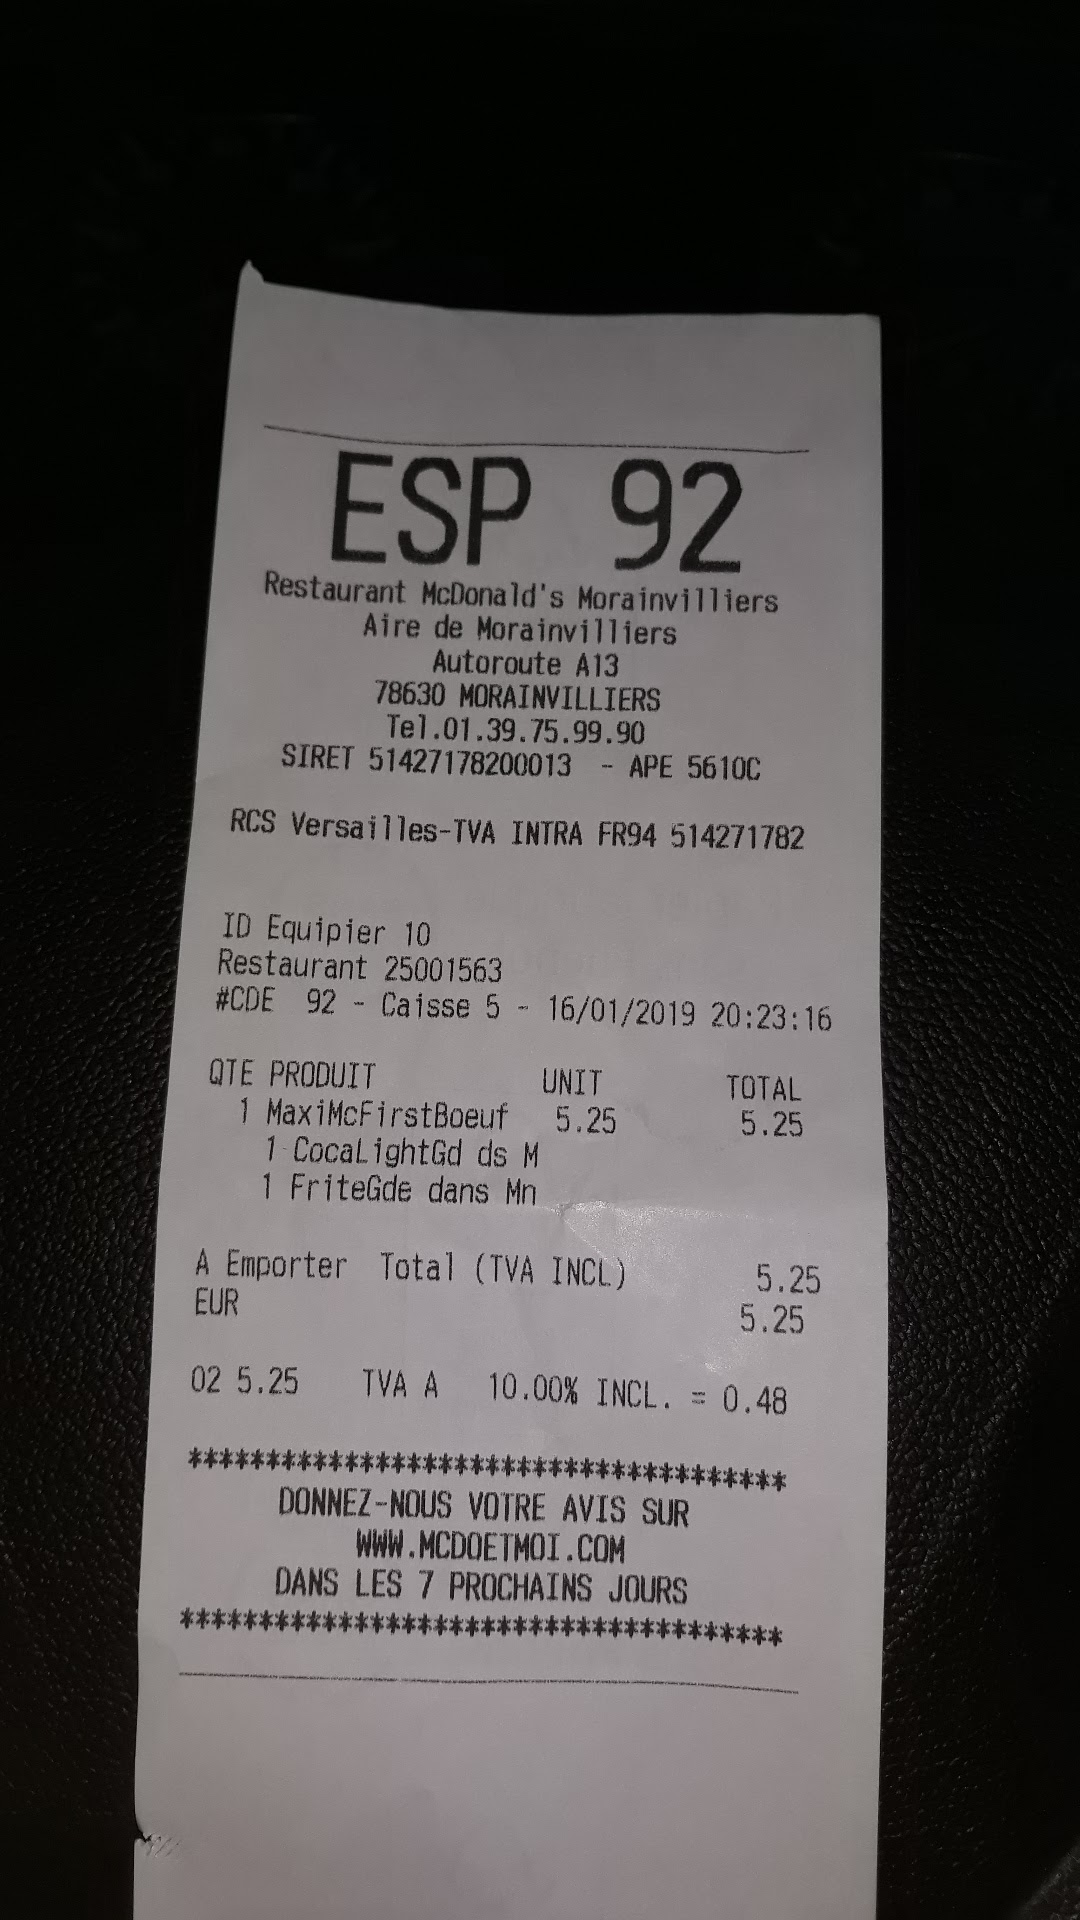 ESP 92
Restaurant McDonald's Morainvilliers
Aire de Morainvilliers
Autoroute A13
78630 MORAINVILLIERS
Tel.01.39.75.99.90
SIRET 51427178200013 - APE 5610C
RCS Versailles-TVA INTRA FR94 514271782
ID Equipier 10
Restaurant 25001563
#CDE 92 - Caisse 5 - 16/01/2019 20:23:16
QTE PRODUIT UNIT TOTAL
1 MaxiMcFirstBoeuf 5.25 5.25
1 CocaLightGd ds M
1 FriteGde dans Mn
A Emporter Total (TVA INCL) 5.25
EUR 5.25
02 5.25 TVA A 10.00% INCL. = 0.48
***************************************
DONNEZ-NOUS VOTRE AVIS SUR
WWW.MCDOETMOI.COM
DANS LES 7 PROCHAINS JOURS
***************************************